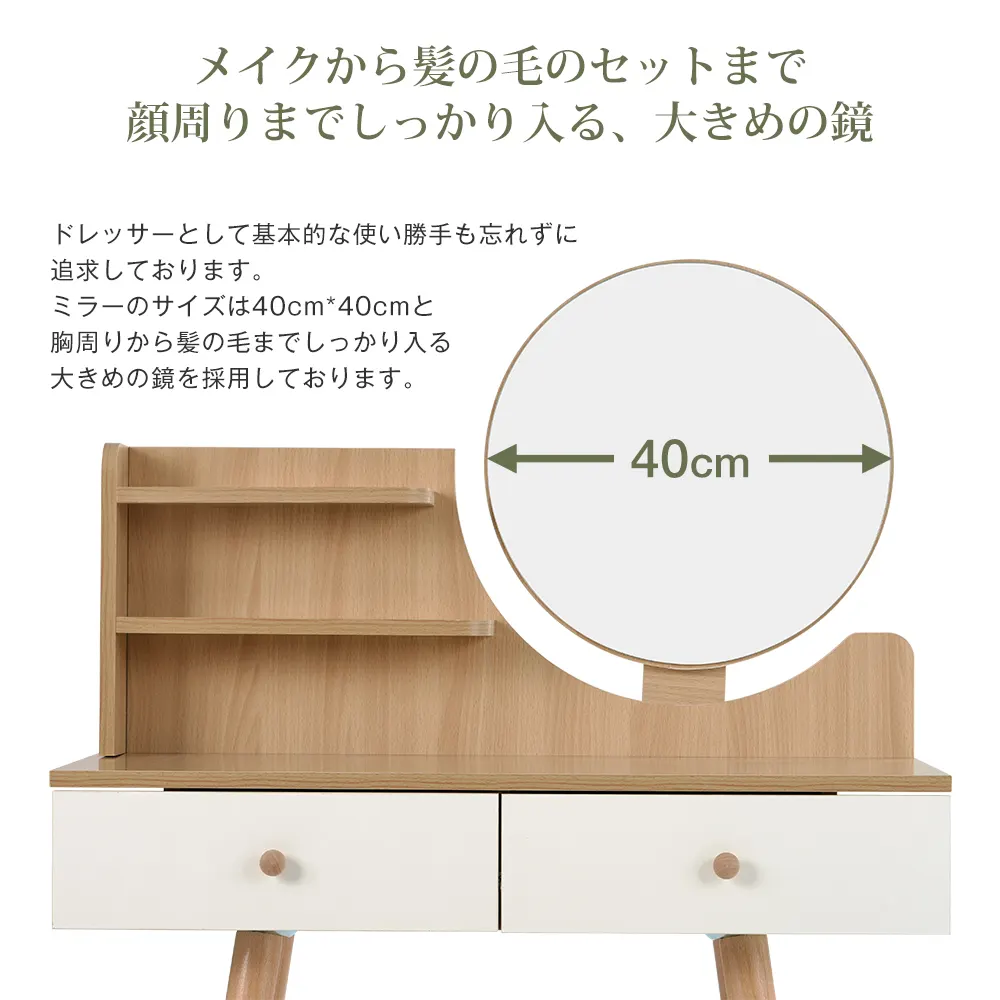 メイクから髪の毛のセットまで
顔周りまでしっかり入る、大きめの鏡
ドレッサーとして基本的な使い勝手も忘れずに
追求しております。
ミラーのサイズは40cm*40cmと
胸周りから髪の毛までしっかり入る
大きめの鏡を採用しております。
40cm